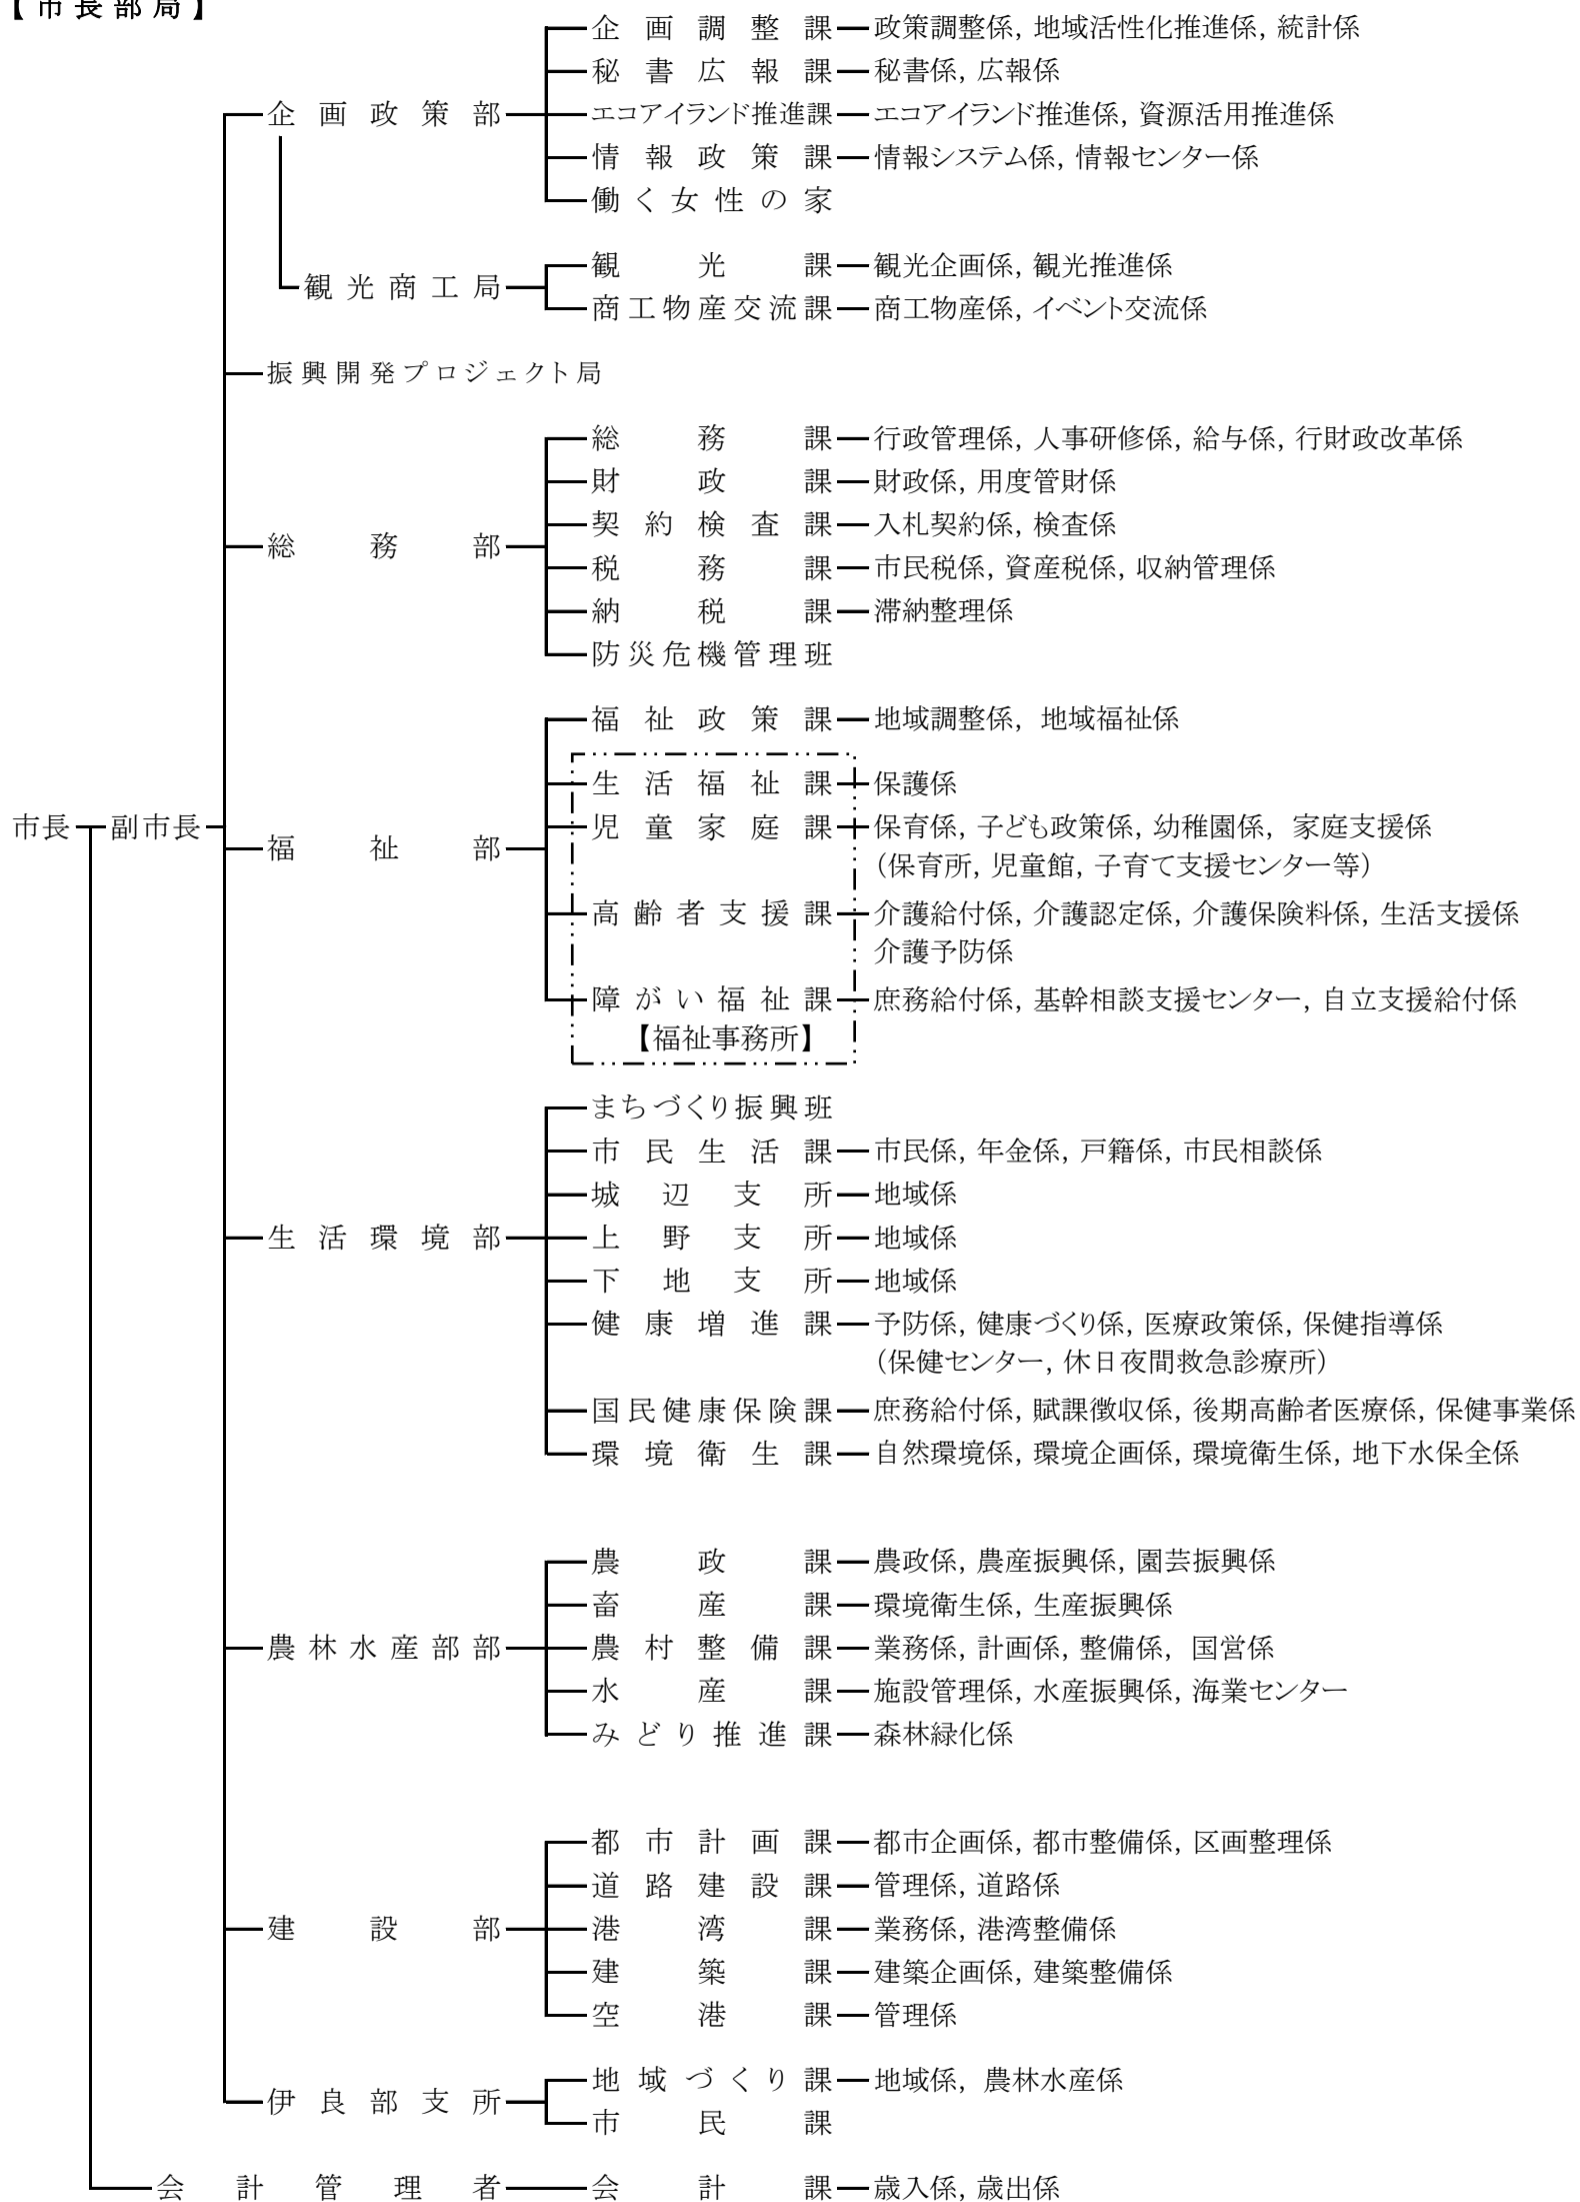 【市長部局】
企画調整課 政策調整係, 地域活性化推進係, 統計係
秘書広報課 秘書係, 広報係
企画政策部 エコアイランド推進課 エコアイランド推進係, 資源活用推進係
情報政策課 情報システム係, 情報センター係
働く女性の家
観光課 観光企画係, 観光推進係
観光商工局
商工物産交流課 商工物産係, イベント交流係
振興開発プロジェクト局
総務課 行政管理係, 人事研修係, 給与係, 行財政改革係
財政課 財政係, 用度管財係
契約検査課 入札契約係, 検査係
総務部
税務課 市民税係, 資産税係, 収納管理係
納税課 滞納整理係
防災危機管理班
福祉政策課 地域調整係, 地域福祉係
生活福祉課 保護係
市長 副市長
児童家庭課 保育係, 子ども政策係, 幼稚園係, 家庭支援係
福祉部
(保育所, 児童館, 子育て支援センター等)
高齢者支援課 介護給付係, 介護認定係, 介護保険料係, 生活支援係
介護予防係
障がい福祉課 庶務給付係, 基幹相談支援センター, 自立支援給付係
【福祉事務所】
まちづくり振興班
市民生活課 市民係, 年金係, 戸籍係, 市民相談係
城辺支所 地域係
生活環境部 上野支所 地域係
下地支所 地域係
健康増進課 予防係, 健康づくり係, 医療政策係, 保健指導係
(保健センター, 休日夜間救急診療所)
国民健康保険課 庶務給付係, 賦課徴収係, 後期高齢者医療係, 保健事業係
環境衛生課 自然環境係, 環境企画係, 環境衛生係, 地下水保全係
農政課 農政係, 農産振興係, 園芸振興係
畜産課 環境衛生係, 生産振興係
農林水産部部 農村整備課 業務係, 計画係, 整備係, 国営係
水産課 施設管理係, 水産振興係, 海業センター
みどり推進課 森林緑化係
都市計画課 都市企画係, 都市整備係, 区画整理係
道路建設課 管理係, 道路係
建設部 港湾課 業務係, 港湾整備係
建築課 建築企画係, 建築整備係
空港課 管理係
地域づくり課 地域係, 農林水産係
伊良部支所
市民課
会計管理者 会計課 歳入係, 歳出係